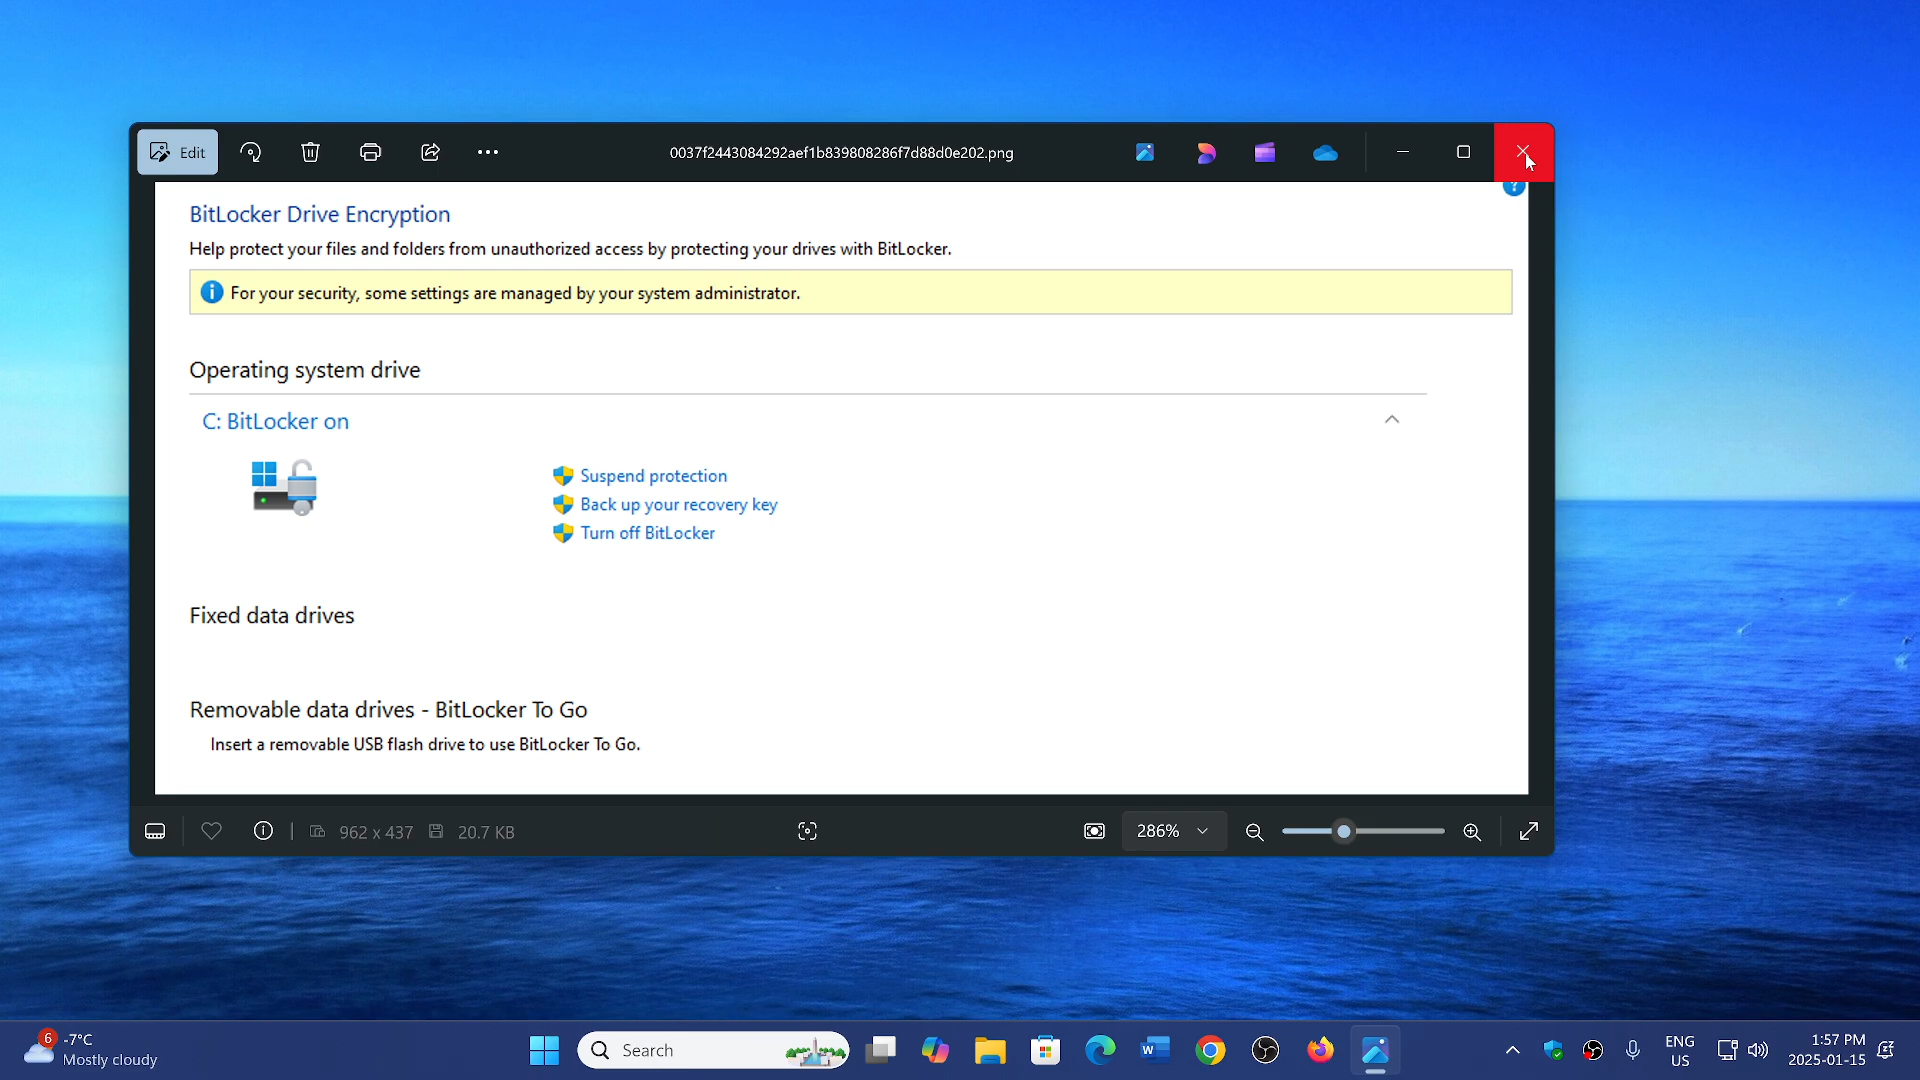 Edit
0037f2443084292aef1b839808286f7d88d0e202.png
BitLocker Drive Encryption
Help protect your files and folders from unauthorized access by protecting your drives with BitLocker.
For your security, some settings are managed by your system administrator.
Operating system drive
C: BitLocker on
Suspend protection
Back up your recovery key
Turn off BitLocker
Fixed data drives
Removable data drives - BitLocker To Go
Insert a removable USB flash drive to use BitLocker To Go.
962 x 437 20.7 KB 286%
6 -7°C
Mostly cloudy
Search
ENG
US
1:57 PM
2025-01-15